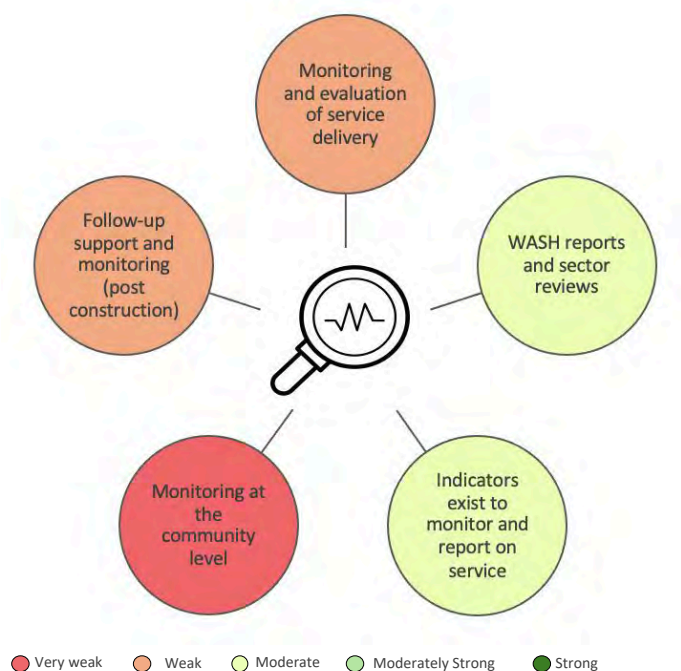 Monitoring
and evaluation
of service
delivery
Follow-up
support and
monitoring
(post
construction)
WASH reports
and sector
reviews
Monitoring at
the
community
level
Indicators
exist to
monitor and
report on
service
Very weak
Weak
Moderate
Moderately Strong
Strong